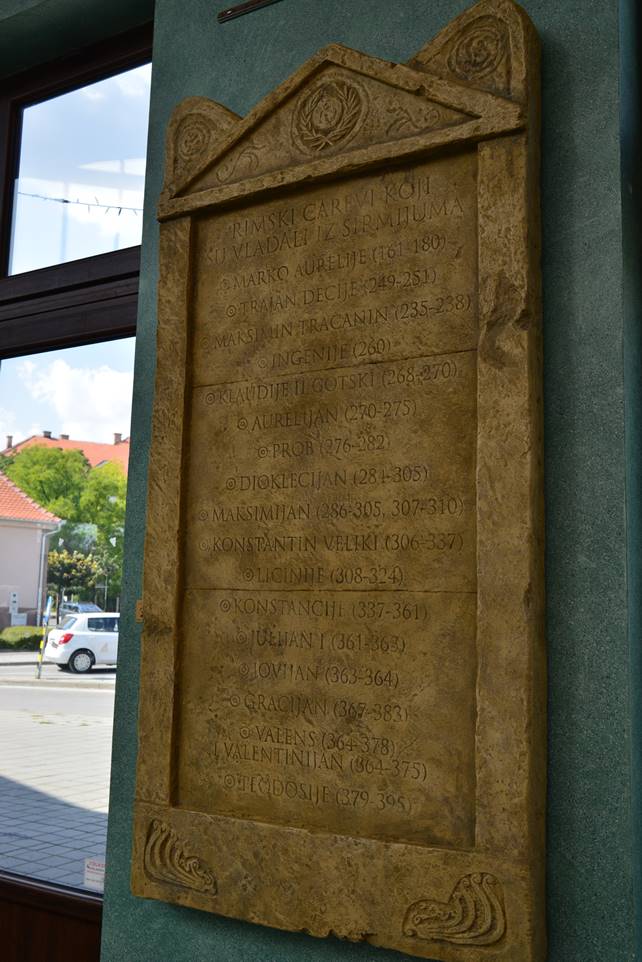 RIMSKI CAREVI KOJI
SU VLADALI IZ SIRMIJUMA
MARKO AURELIJE (161-180)
TRAJAN DECIJE (249-251)
MAKSIMIN TRAČANIN (235-238)
INGENIJE (260)
KLAUDIJE II GOTSKI (268-270)
AURELIJAN (270-275)
PROB (276-282)
DIOKLECIJAN (284-305)
MAKSIMIJAN (286-305, 307-310)
KONSTANTIN VELIKI (306-337)
LICINIJE (308-324)
KONSTANCIJE (337-361)
JULIJAN I (361-363)
JOVIJAN (363-364)
GRACIJAN (367-383)
VALENS (364-378)
I VALENTINIJAN (364-375)
TEODOSIJE (379-395)